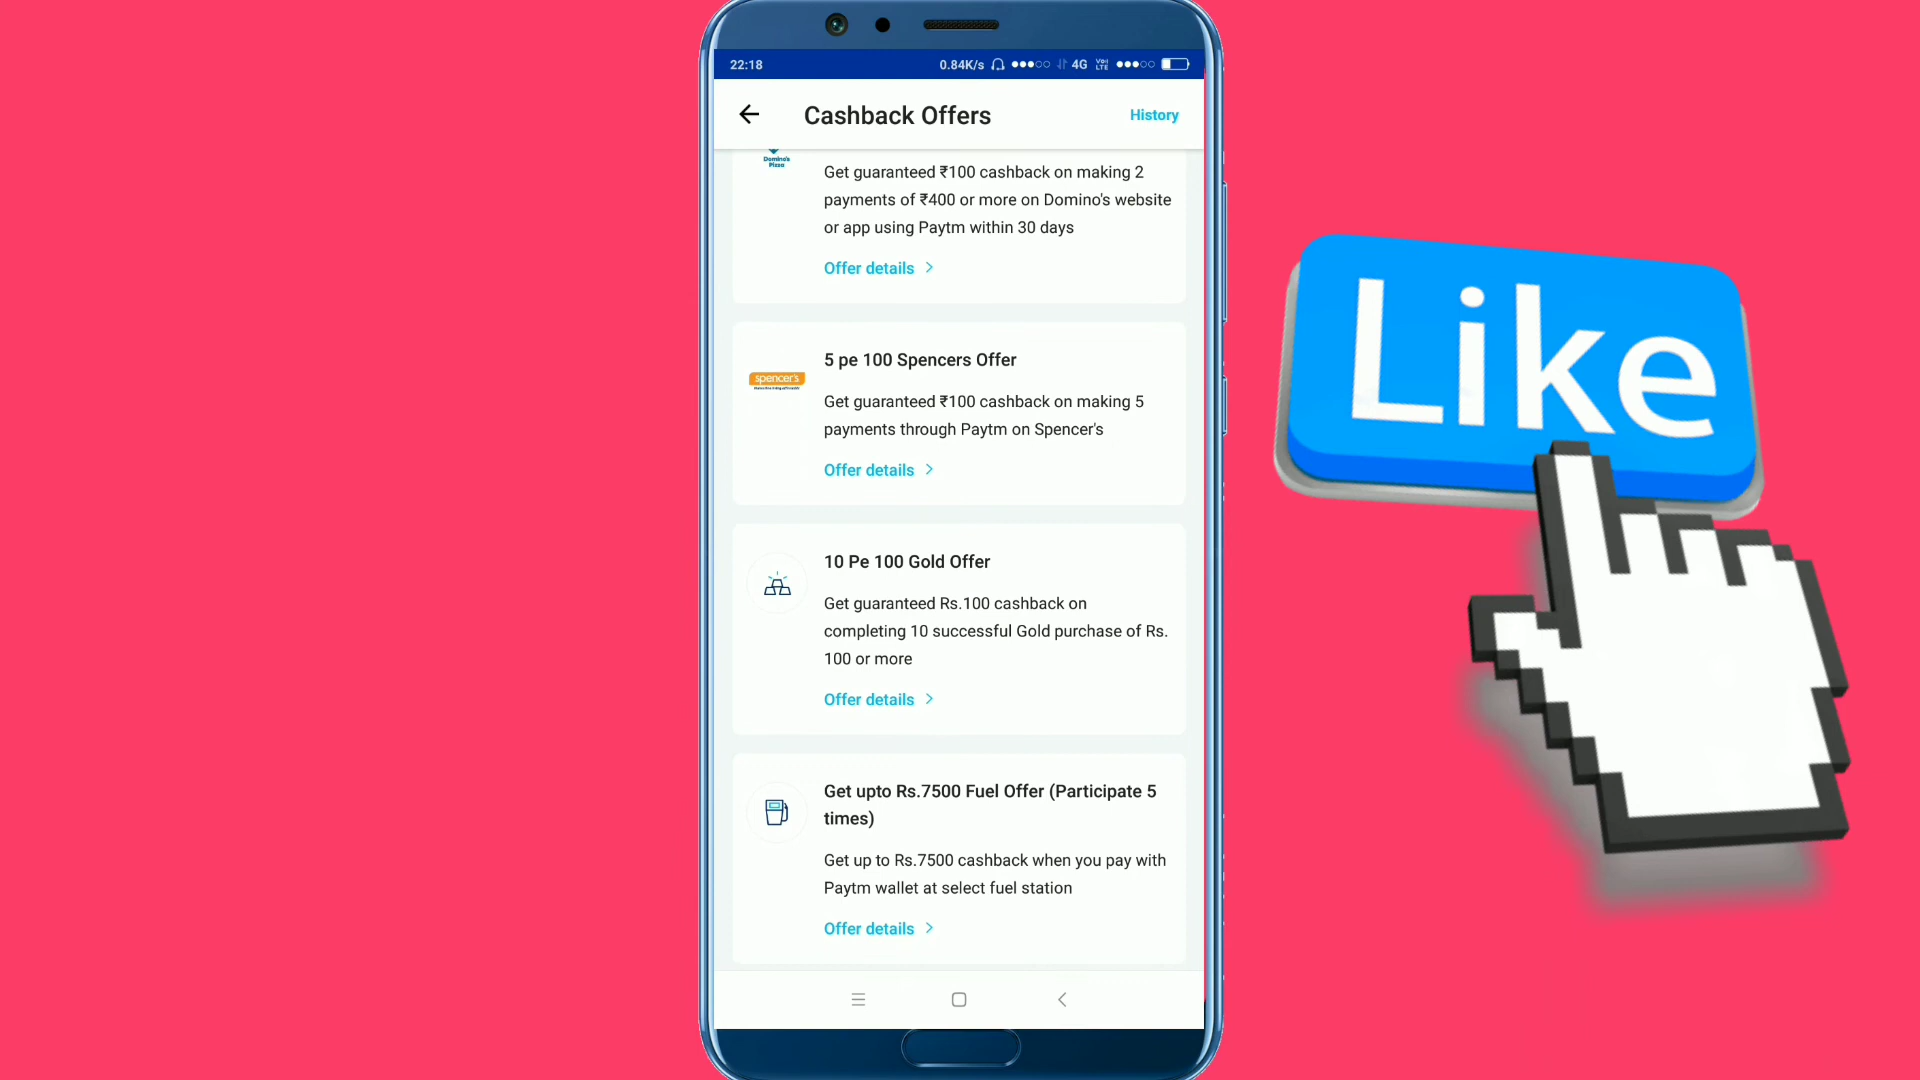 22:18
0.84K/s 4G VoLTE
Cashback Offers
History
Domino's
Pizza
Get guaranteed ₹100 cashback on making 2
payments of ₹400 or more on Domino's website
or app using Paytm within 30 days
Offer details
spencer's
5 pe 100 Spencers Offer
Get guaranteed ₹100 cashback on making 5
payments through Paytm on Spencer's
Offer details
10 Pe 100 Gold Offer
Get guaranteed Rs.100 cashback on
completing 10 successful Gold purchase of Rs.
100 or more
Offer details
Get upto Rs.7500 Fuel Offer (Participate 5
times)
Get up to Rs.7500 cashback when you pay with
Paytm wallet at select fuel station
Offer details
Like